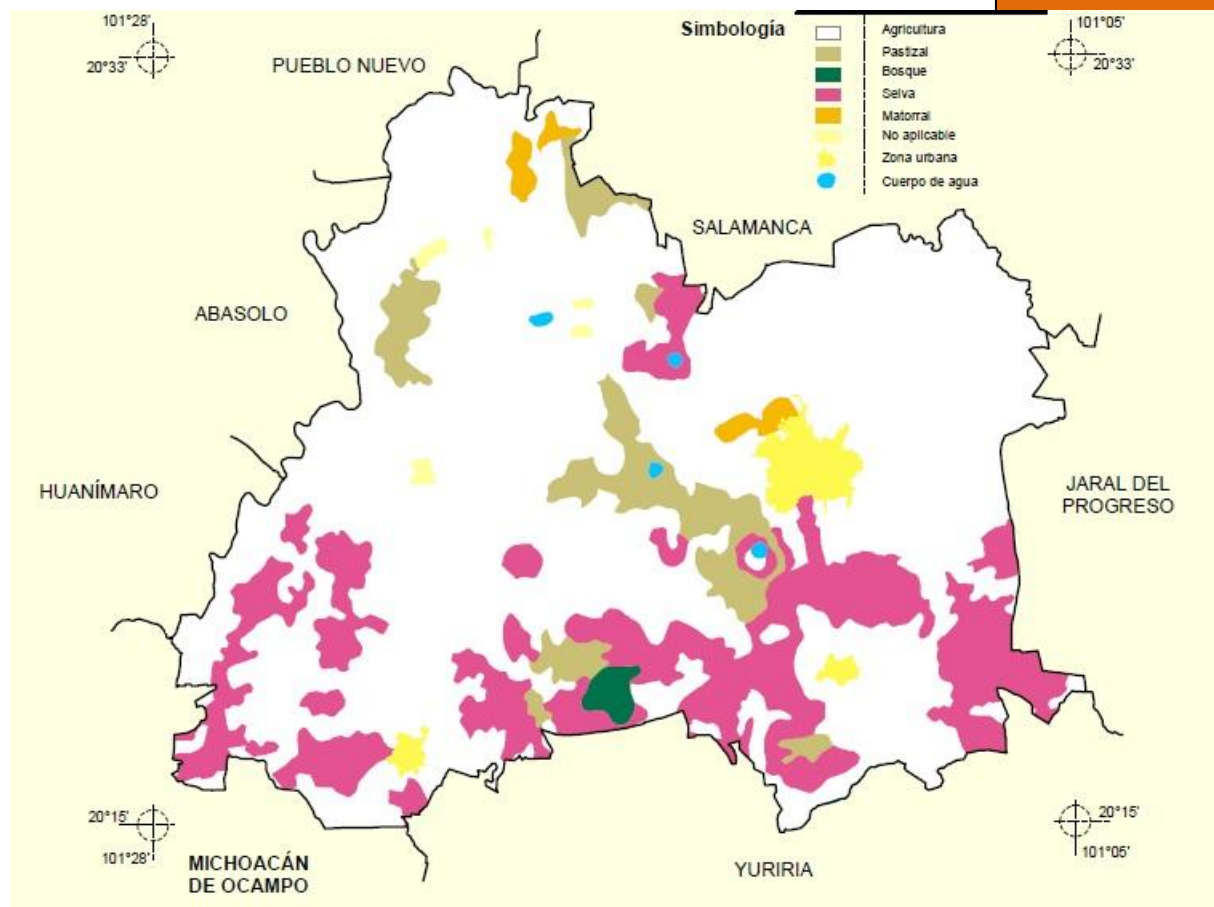 101°28'
20°33'
PUEBLO NUEVO
Simbología
Agricultura
Pastizal
Bosque
Selva
Matorral
No aplicable
Zona urbana
Cuerpo de agua
101°05'
20°33'
SALAMANCA
ABASOLO
HUANÍMARO
JARAL DEL
PROGRESO
20°15'
101°28'
MICHOACÁN
DE OCAMPO
YURIRIA
20°15'
101°05'